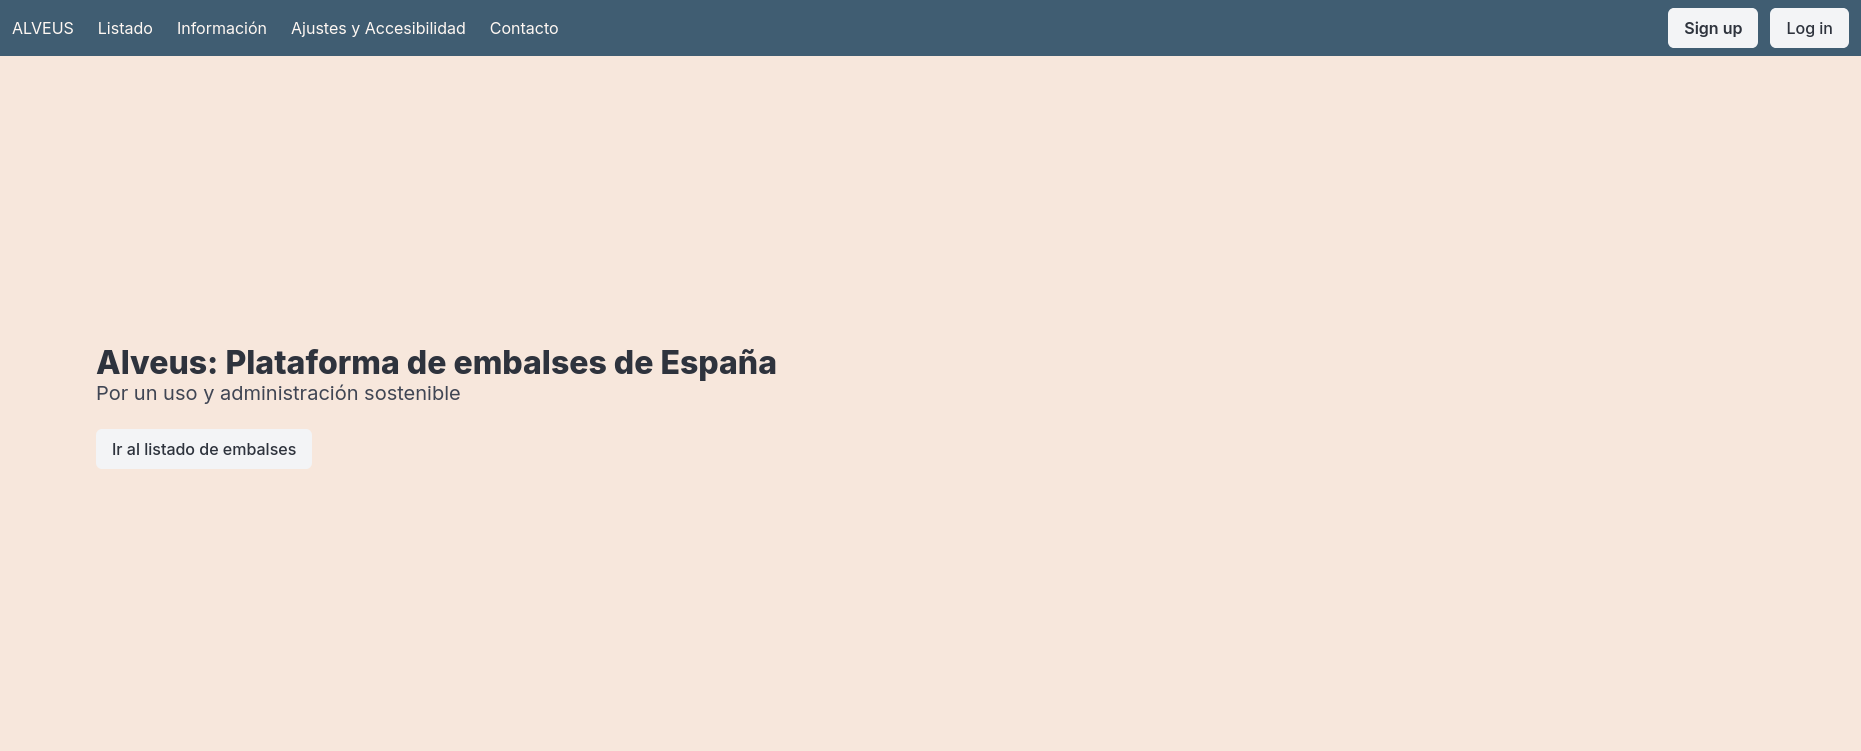 ALVEUS Listado Información Ajustes y Accesibilidad Contacto Sign up Log in
Alveus: Plataforma de embalses de España
Por un uso y administración sostenible
Ir al listado de embalses